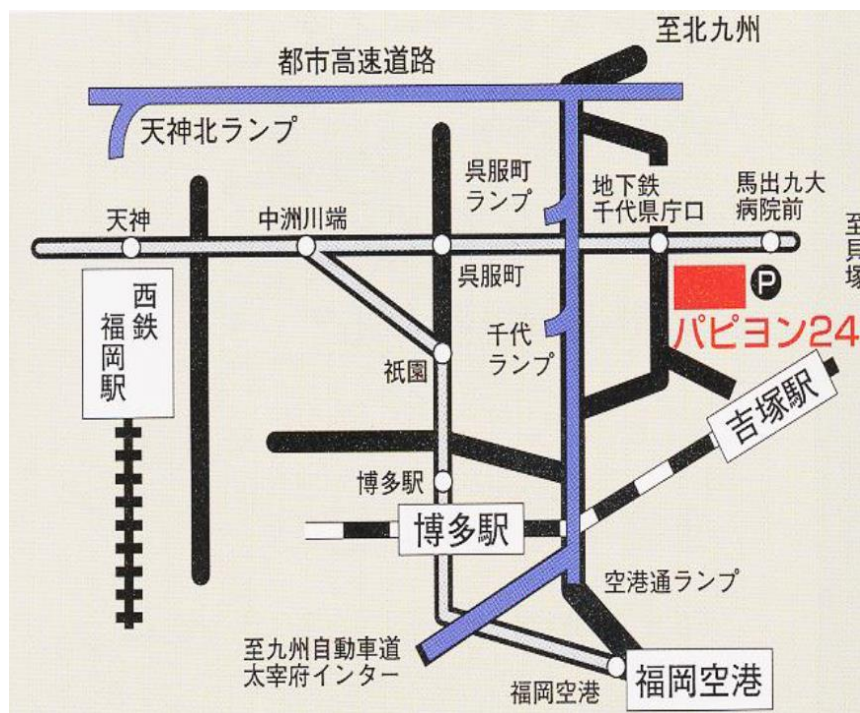 至北九州
都市高速道路
天神北ランプ
呉服町
ランプ
地下鉄
千代県庁口
馬出九大
病院前
至貝塚
天神
中洲川端
呉服町
P
パピヨン24
西鉄
福岡駅
千代
ランプ
祇園
吉塚駅
博多駅
博多駅
空港通ランプ
至九州自動車道
太宰府インター
福岡空港
福岡空港